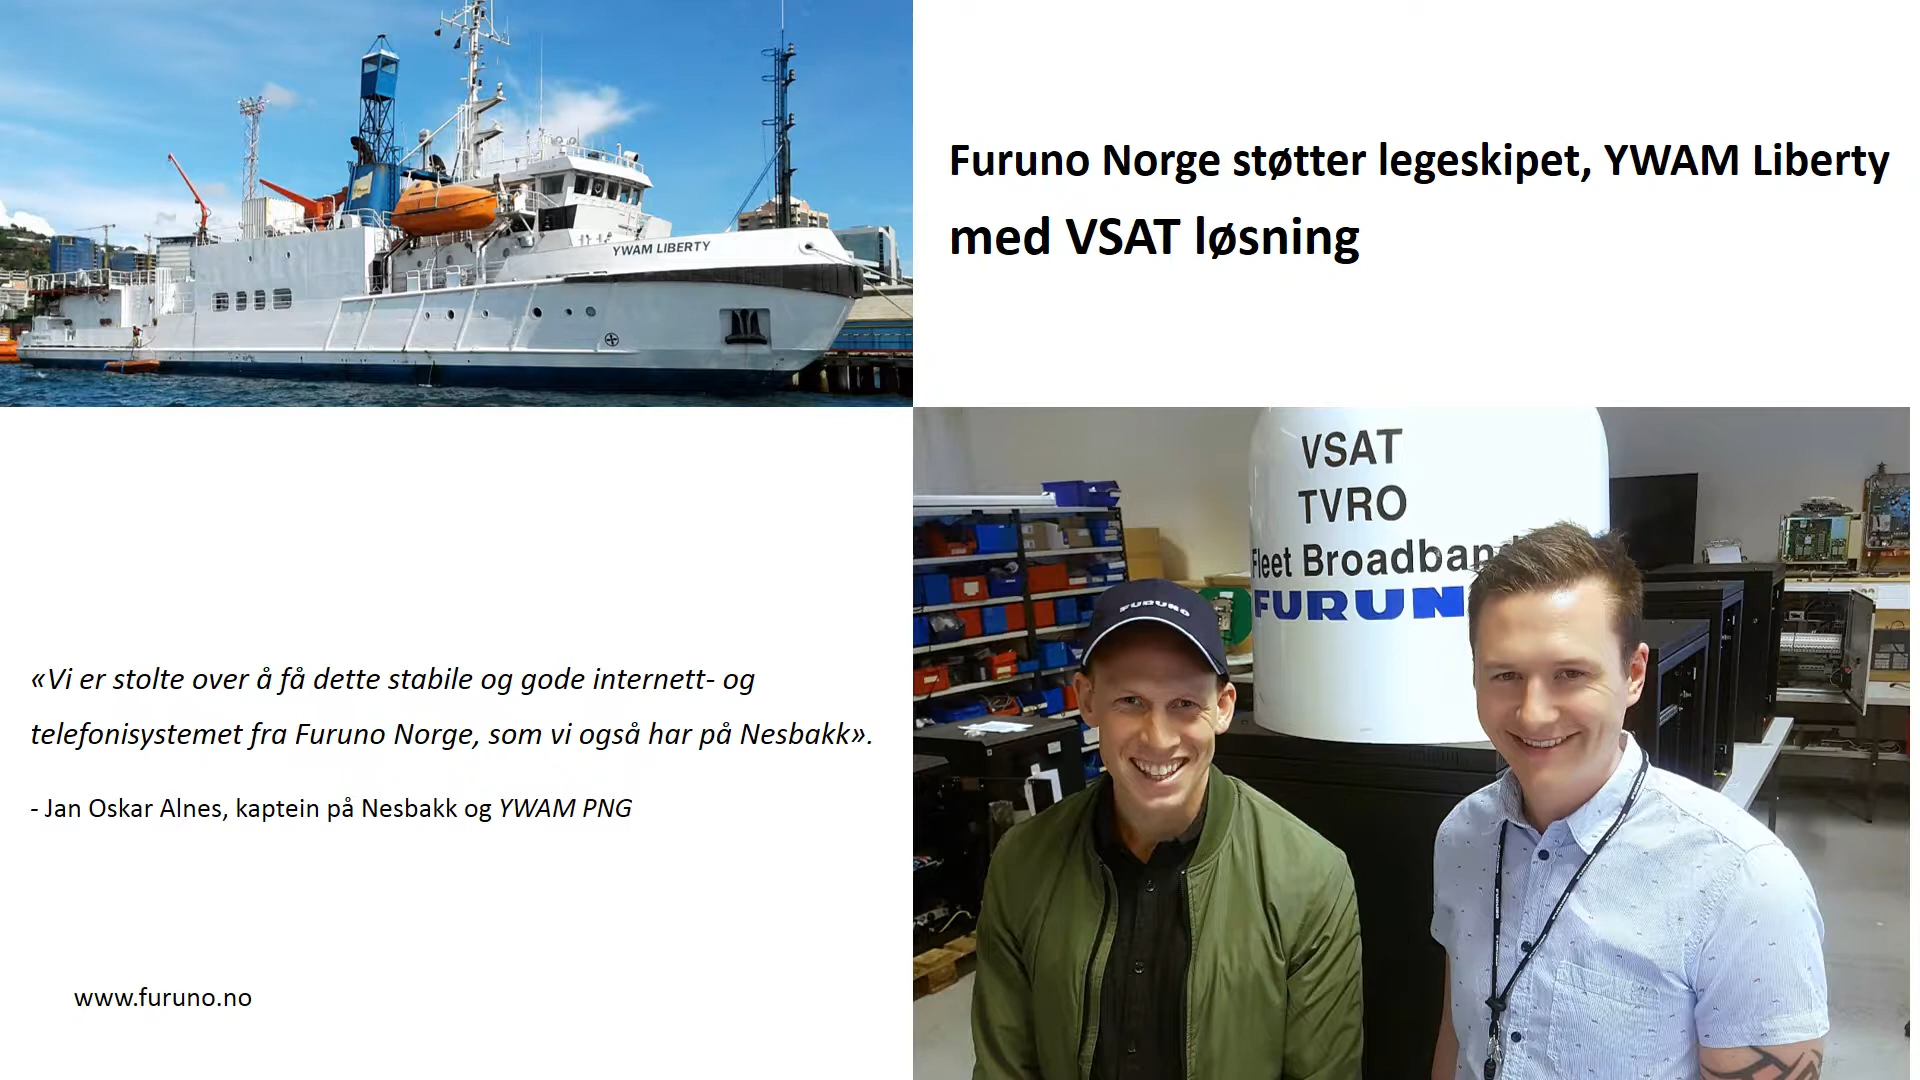 YWAM LIBERTY
Furuno Norge støtter legeskipet, YWAM Liberty
med VSAT løsning
«Vi er stolte over å få dette stabile og gode internett- og
telefonisystemet fra Furuno Norge, som vi også har på Nesbakk».
- Jan Oskar Alnes, kaptein på Nesbakk og YWAM PNG
www.furuno.no
VSAT
TVRO
Fleet Broadband
FURUN
FURUNO